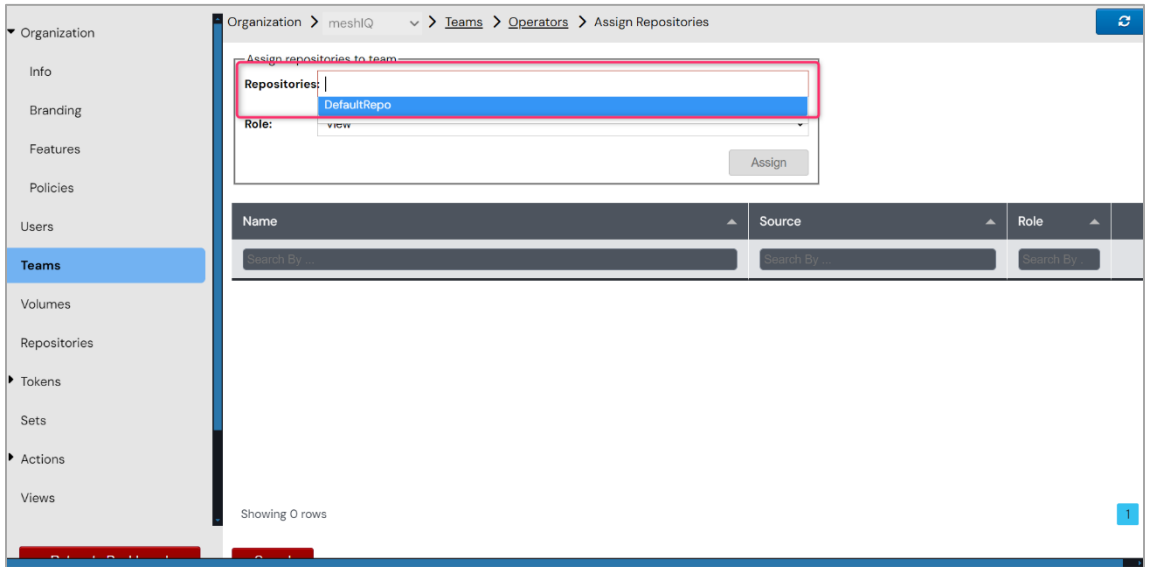 Organization
Info
Branding
Features
Policies
Users
Teams
Volumes
Repositories
Tokens
Sets
Actions
Views
Organization > meshIQ > Teams > Operators > Assign Repositories
Assign repositories to team
Repositories:
DefaultRepo
Role: View
Assign
Name Source Role
Search By ... Search By ... Search By .
Showing 0 rows
1